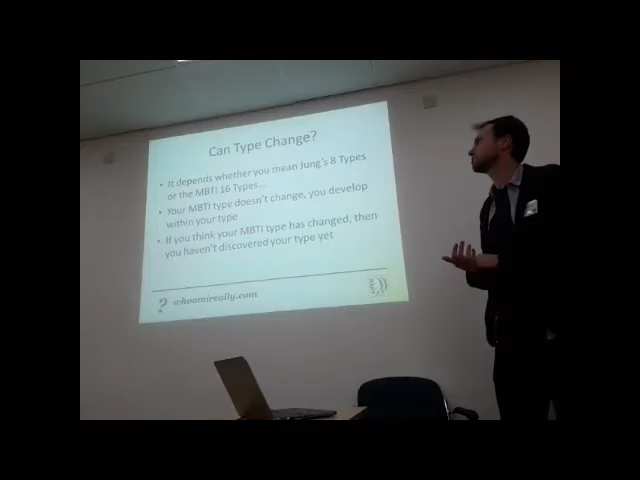 Can Type Change?
• It depends whether you mean Jung's 8 Types
or the MBTI 16 Types...
• Your MBTI type doesn't change, you develop
within your type
• If you think your MBTI type has changed, then
you haven't discovered your type yet
? whoamireally.com